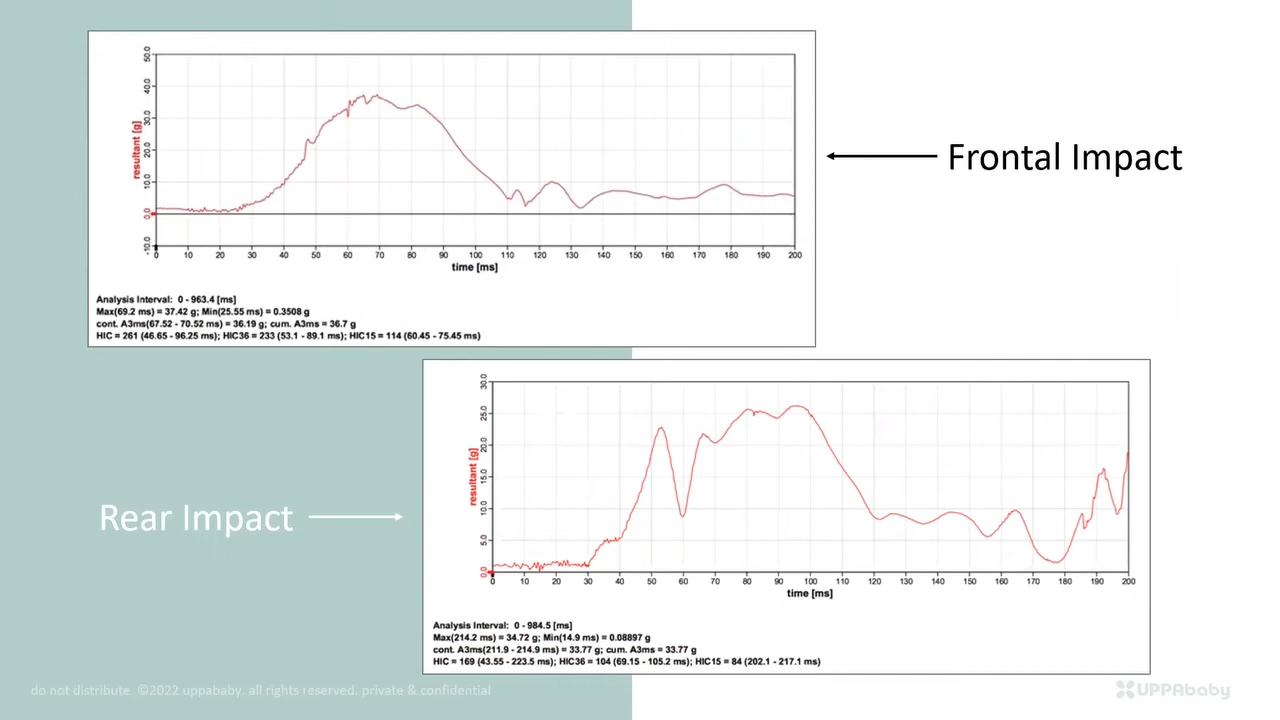 50.0
40.0
30.0
20.0
10.0
0.0
-10.0
resultant [g]
0 10 20 30 40 50 60 70 80 90 100 110 120 130 140 150 160 170 180 190 200
time [ms]
Analysis Interval: 0 - 963.4 [ms]
Max(69.2 ms) = 37.42 g; Min(25.55 ms) = 0.3508 g
cont. A3ms(67.52 - 70.52 ms) = 36.19 g; cum. A3ms = 36.7 g
HIC = 261 (46.65 - 96.25 ms); HIC36 = 233 (53.1 - 89.1 ms); HIC15 = 114 (60.45 - 75.45 ms)
Frontal Impact
Rear Impact
30.0
25.0
20.0
15.0
10.0
5.0
0.0
resultant [g]
0 10 20 30 40 50 60 70 80 90 100 110 120 130 140 150 160 170 180 190 200
time [ms]
Analysis Interval: 0 - 984.5 [ms]
Max(214.2 ms) = 34.72 g; Min(14.9 ms) = 0.08897 g
cont. A3ms(211.9 - 214.9 ms) = 33.77 g; cum. A3ms = 33.77 g
HIC = 169 (43.55 - 223.5 ms); HIC36 = 104 (69.15 - 105.2 ms); HIC15 = 84 (202.1 - 217.1 ms)
do not distribute ©2022 uppababy. all rights reserved. private & confidential
UPPAbaby